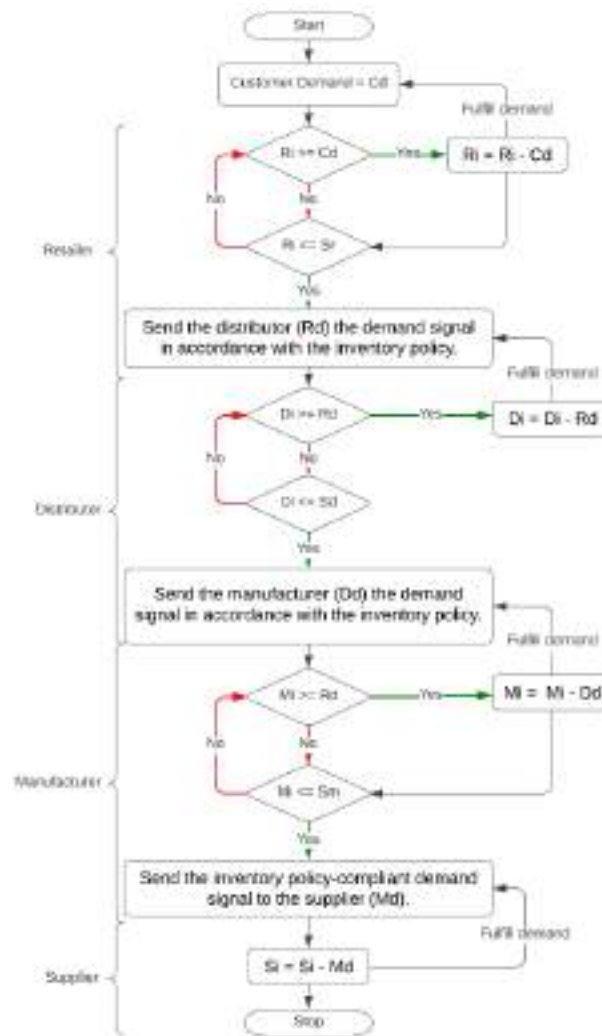 Start
Customer Demand = Cd
Fulfill demand
Ri >= Cd
Yes
Ri = Ri - Cd
No
No
Retailer
Ri <= Sr
Yes
Send the distributor (Rd) the demand signal
in accordance with the inventory policy.
Fulfill demand
Di >= Rd
Yes
Di = Di - Rd
No
No
Distributor
Di <= Sd
Yes
Send the manufacturer (Dd) the demand
signal in accordance with the inventory policy.
Fulfill demand
Mi >= Rd
Yes
Mi = Mi - Dd
No
No
Manufacturer
Mi <= Sm
Yes
Send the inventory policy-compliant demand
signal to the supplier (Md).
Fulfill demand
Si = Si - Md
Supplier
Stop